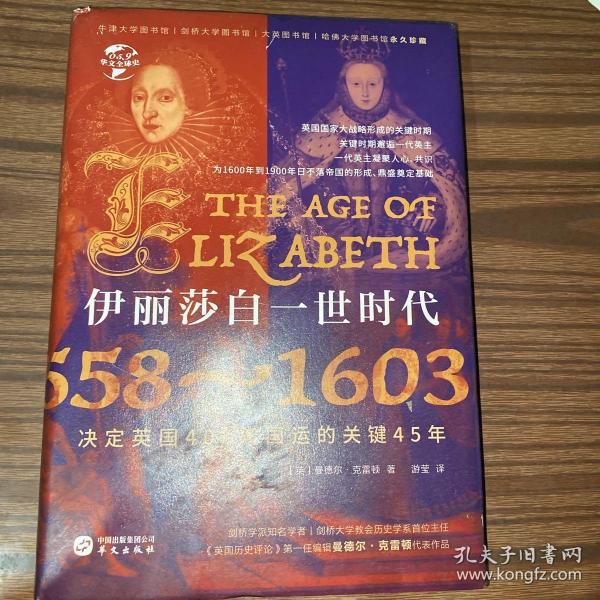 牛津大学图书馆丨剑桥大学图书馆丨大英图书馆丨哈佛大学图书馆永久珍藏
059
华文全球史
英国国家大战略形成的关键时期
关键时期邂逅一代英主
一代英主凝聚人心、共识
为1600年到1900年日不落帝国的形成、鼎盛奠定基础
THE AGE OF
ELIZABETH
伊丽莎白一世时代
558~1603
决定英国400年国运的关键45年
[英]曼德尔·克雷顿 著 游莹 译
剑桥学派知名学者丨剑桥大学教会历史学系首位主任
《英国历史评论》第一任编辑曼德尔·克雷顿代表作品
中国出版集团公司
华文出版社
孔夫子旧书网
www.kongfz.com